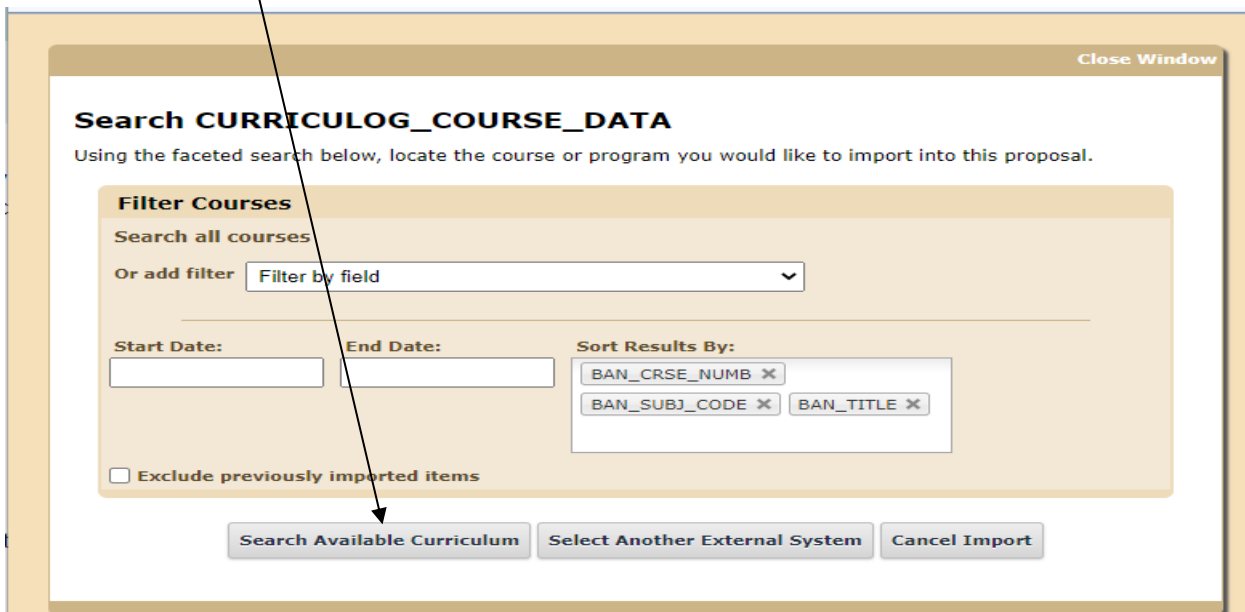 Close Window
Search CURRICULOG_COURSE_DATA
Using the faceted search below, locate the course or program you would like to import into this proposal.
Filter Courses
Search all courses
Or add filter Filter by field
Start Date: End Date: Sort Results By:
BAN_CRSE_NUMB ×
BAN_SUBJ_CODE × BAN_TITLE ×
Exclude previously imported items
Search Available Curriculum Select Another External System Cancel Import